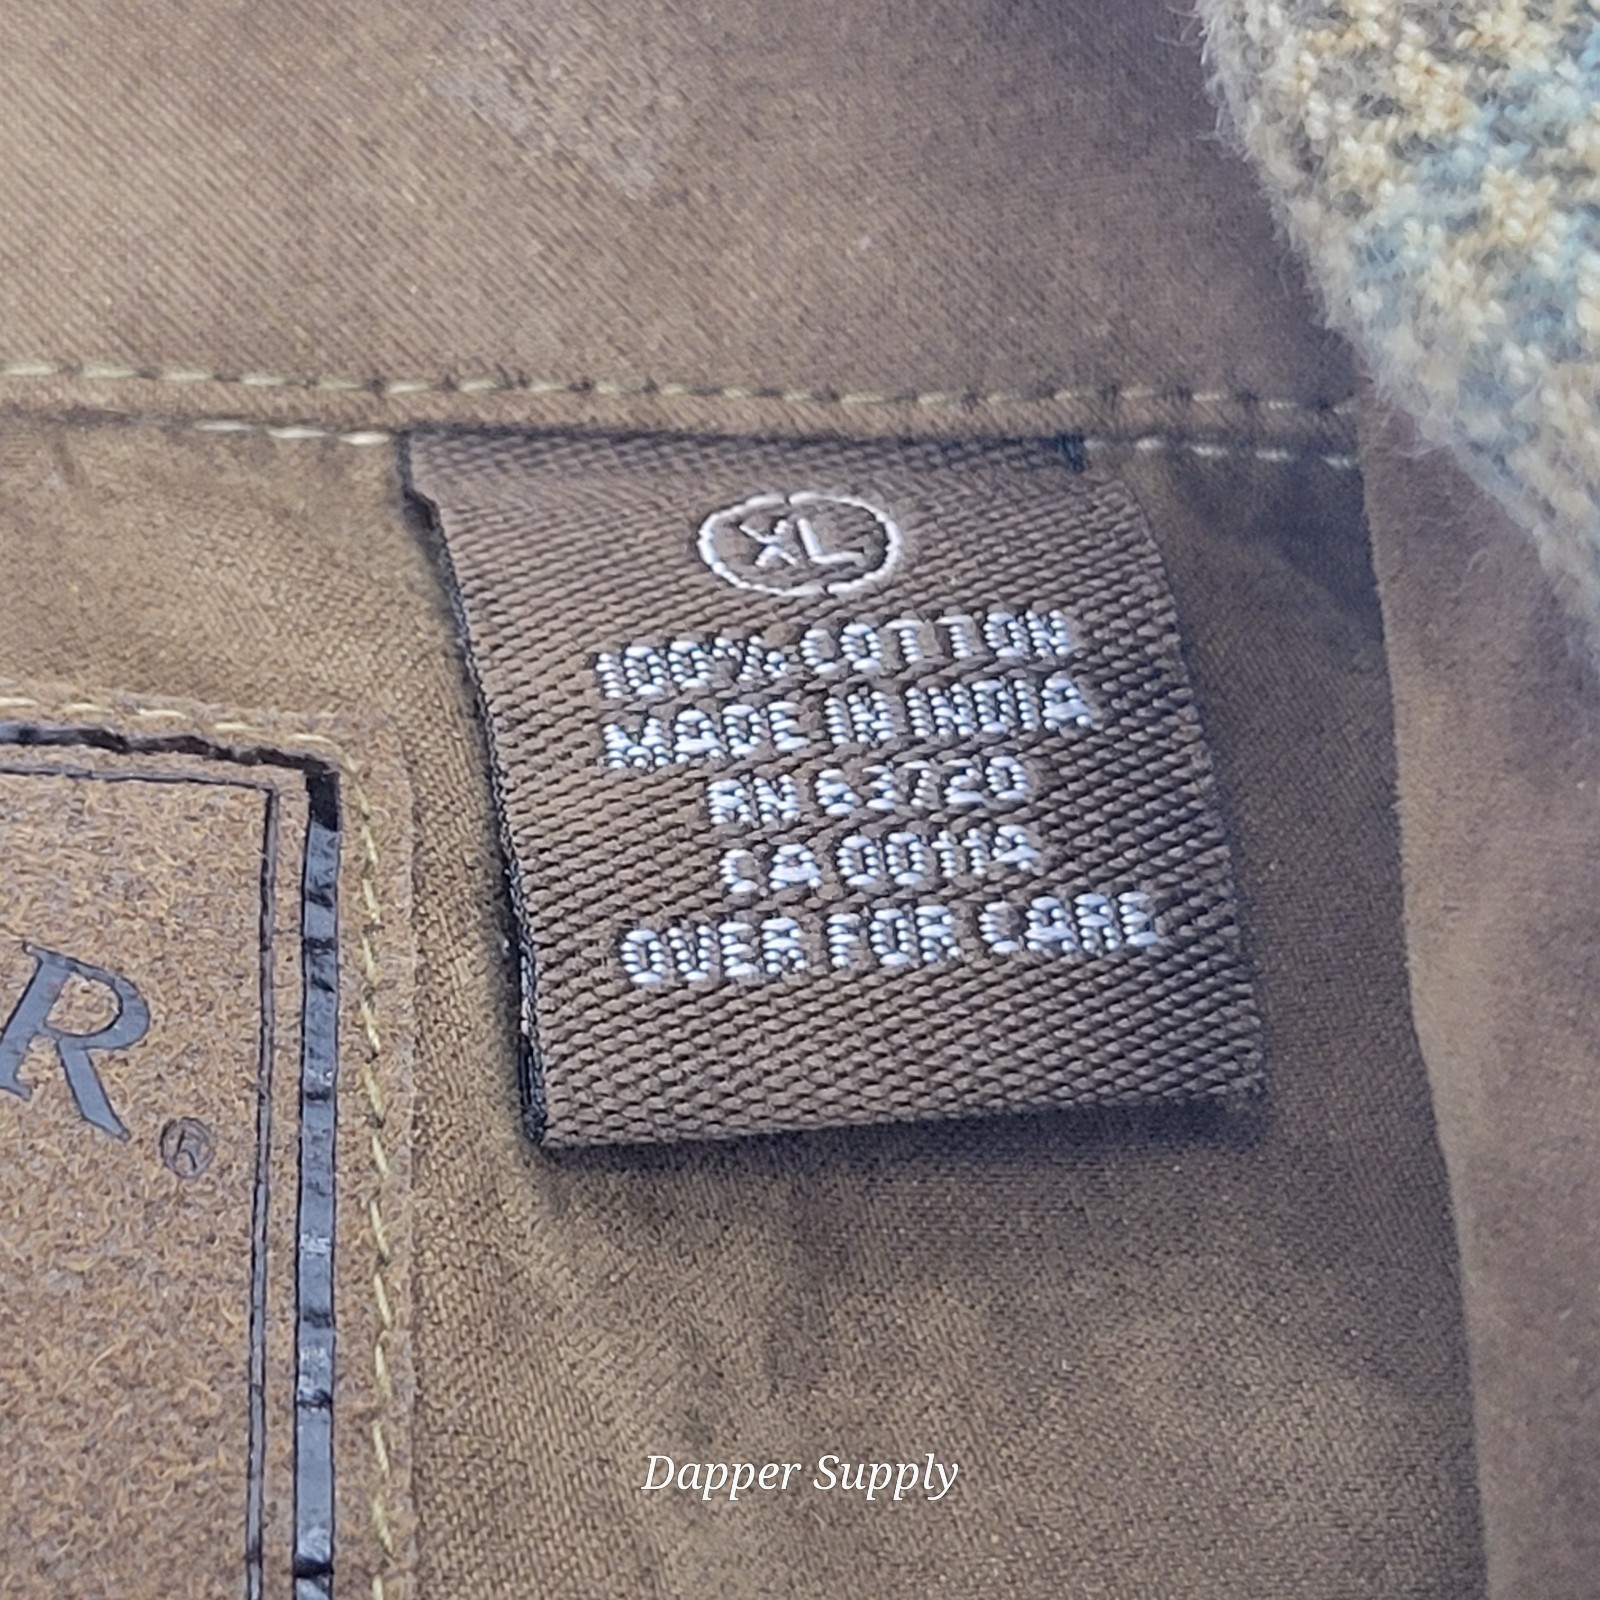 XL
100% COTTON
MADE IN INDIA
RN 63720
CA 00114
OVER FOR CARE
R®
Dapper Supply